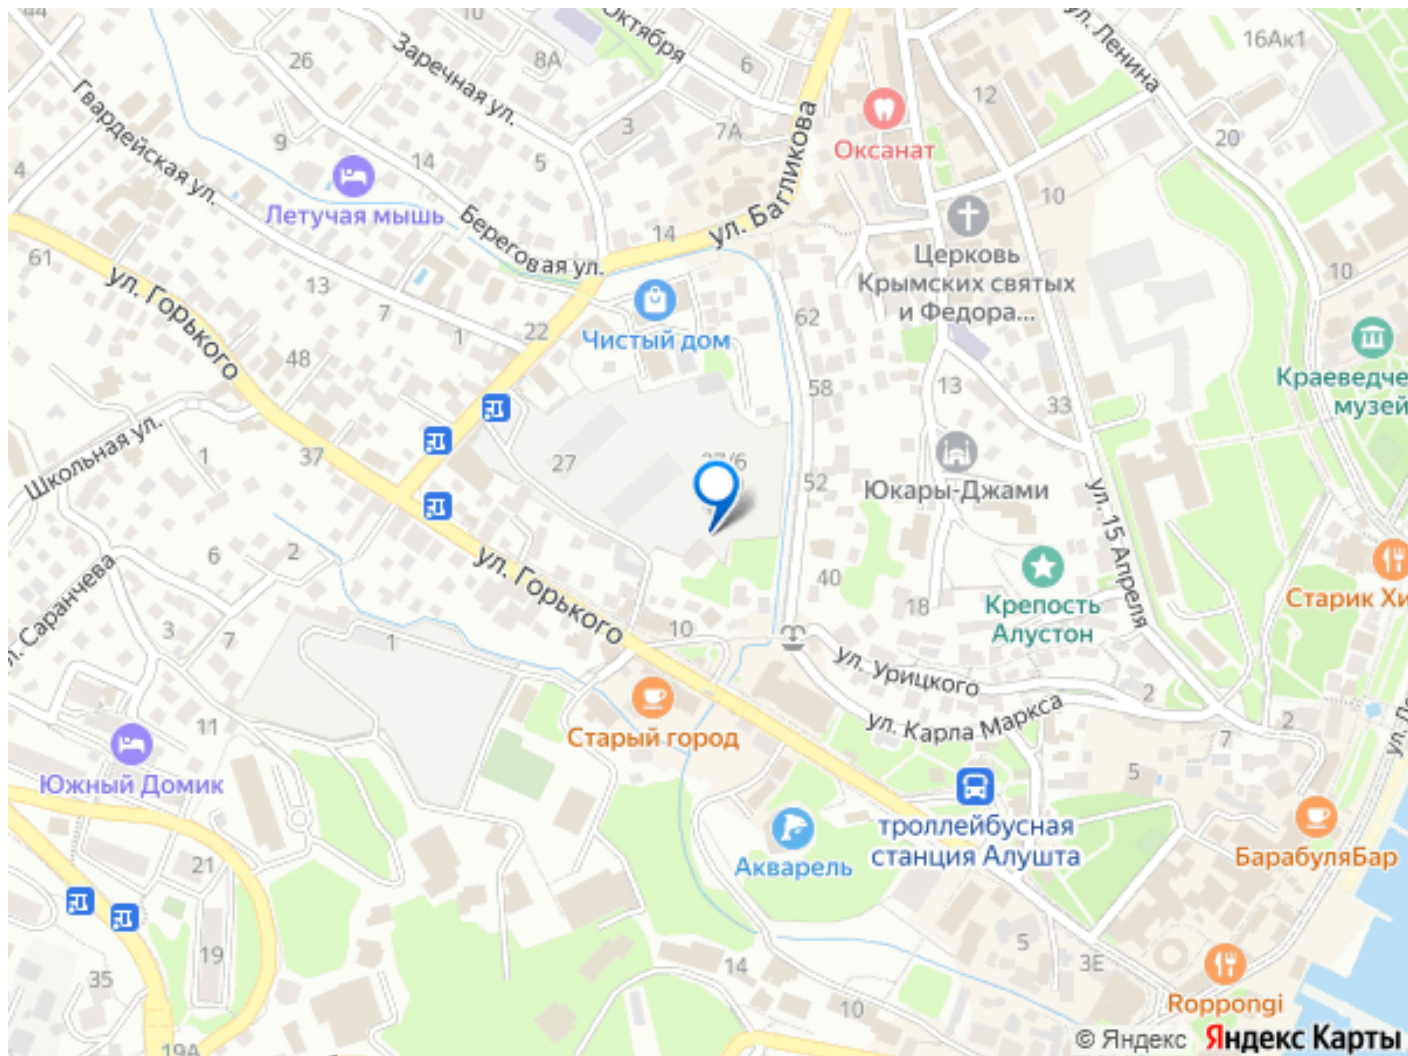 44
10
Октября
ул. Ленина
16Ак1
Заречная ул.
8А
6
26
12
Гвардейская ул.
3
7А
ул. Багликова
Оксанат
20
9
14
5
4
10
Летучая мышь
Береговая ул.
14
Церковь
Крымских святых
и Федора...
61
ул. Горького
13
10
7
1
22
Чистый дом
62
48
58
13
33
Краеведче
музей
Школьная ул.
1
37
27
52
Юкары-Джами
ул. 15 Апреля
6
2
ул. Горького
40
18
Крепость
Алустон
Старик Хи
л. Саранчева
3
7
1
10
ул. Урицкого
2
ул. Карла Маркса
2
7
11
Старый город
5
Южный Домик
троллейбусная
станция Алушта
Акварель
БарабуляБар
21
19
35
14
5
3Е
10
Roppongi
19А
© Яндекс Яндекс Карты